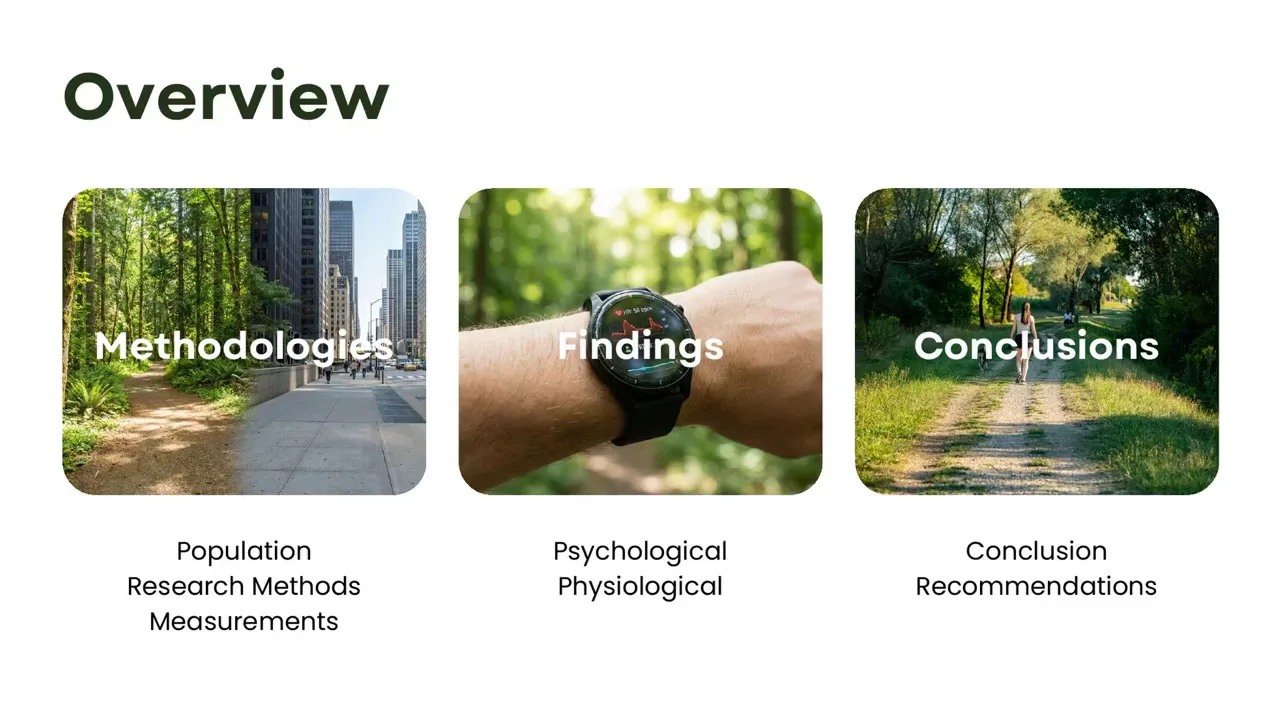 Overview
Methodologies
Findings
Conclusions
Population
Research Methods
Measurements
Psychological
Physiological
Conclusion
Recommendations